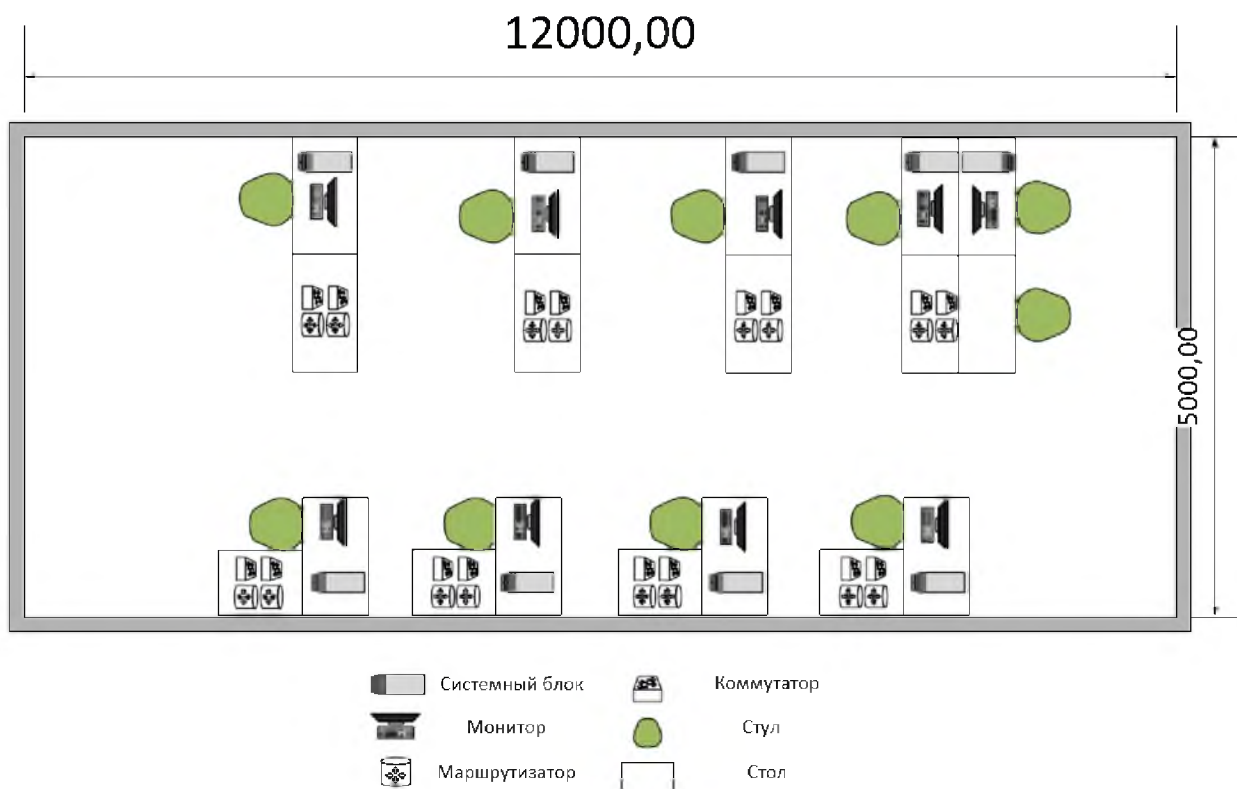 12000,00
5000,00
Системный блок
Коммутатор
Монитор
Стул
Маршрутизатор
Стол